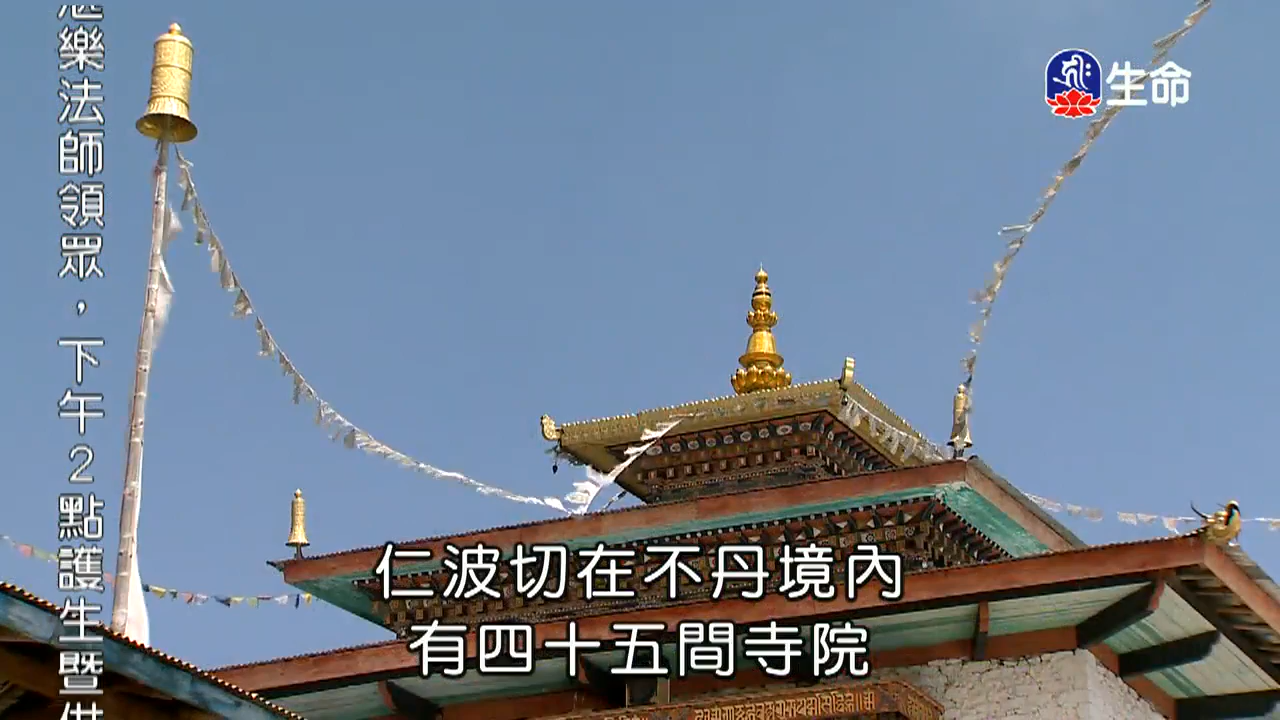 樂法師領眾，下午2點護生暨供
生命
仁波切在不丹境內
有四十五間寺院